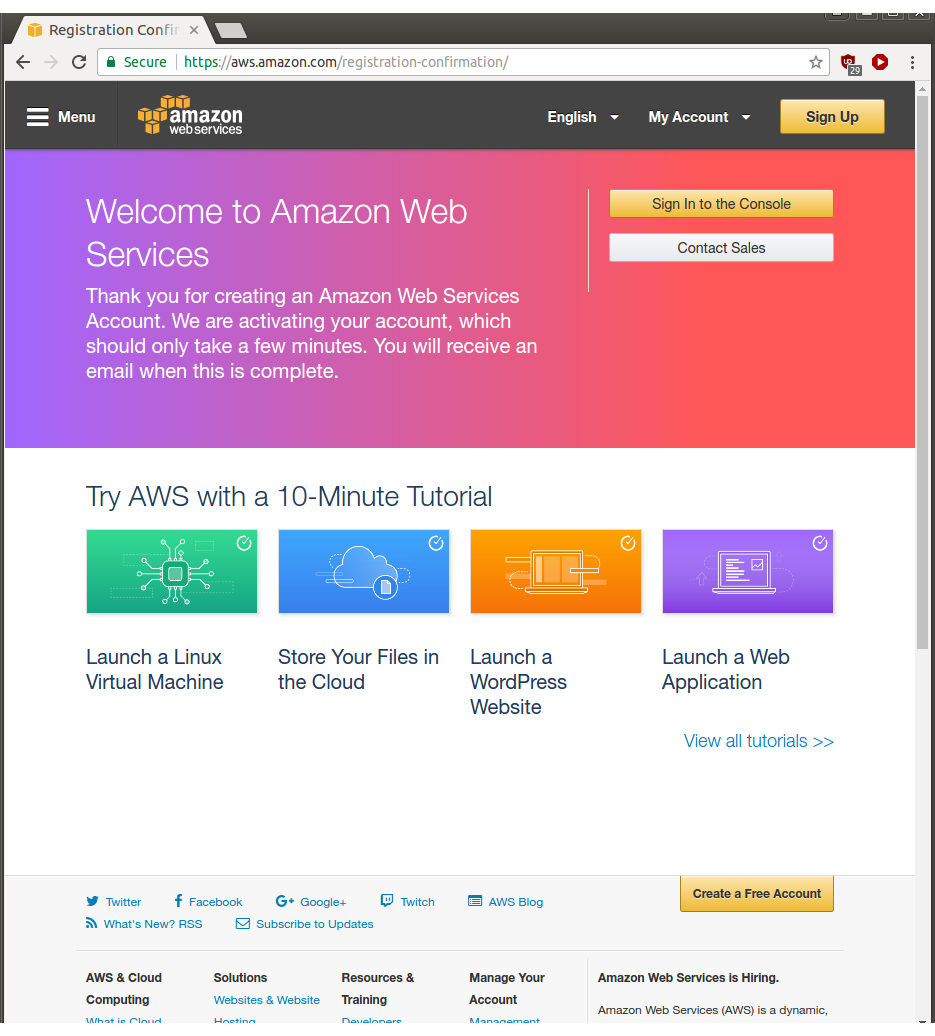 Registration Confir
Secure https://aws.amazon.com/registration-confirmation/
29
Menu
amazon
web services
English
My Account
Sign Up
Welcome to Amazon Web
Services
Thank you for creating an Amazon Web Services
Account. We are activating your account, which
should only take a few minutes. You will receive an
email when this is complete.
Sign In to the Console
Contact Sales
Try AWS with a 10-Minute Tutorial
Launch a Linux
Virtual Machine
Store Your Files in
the Cloud
Launch a
WordPress
Website
Launch a Web
Application
View all tutorials >>
Twitter
Facebook
Google+
Twitch
AWS Blog
What's New? RSS
Subscribe to Updates
Create a Free Account
AWS & Cloud
Computing
What is Cloud
Solutions
Websites & Website
Hosting
Resources &
Training
Developers
Manage Your
Account
Management
Amazon Web Services is Hiring.
Amazon Web Services (AWS) is a dynamic,